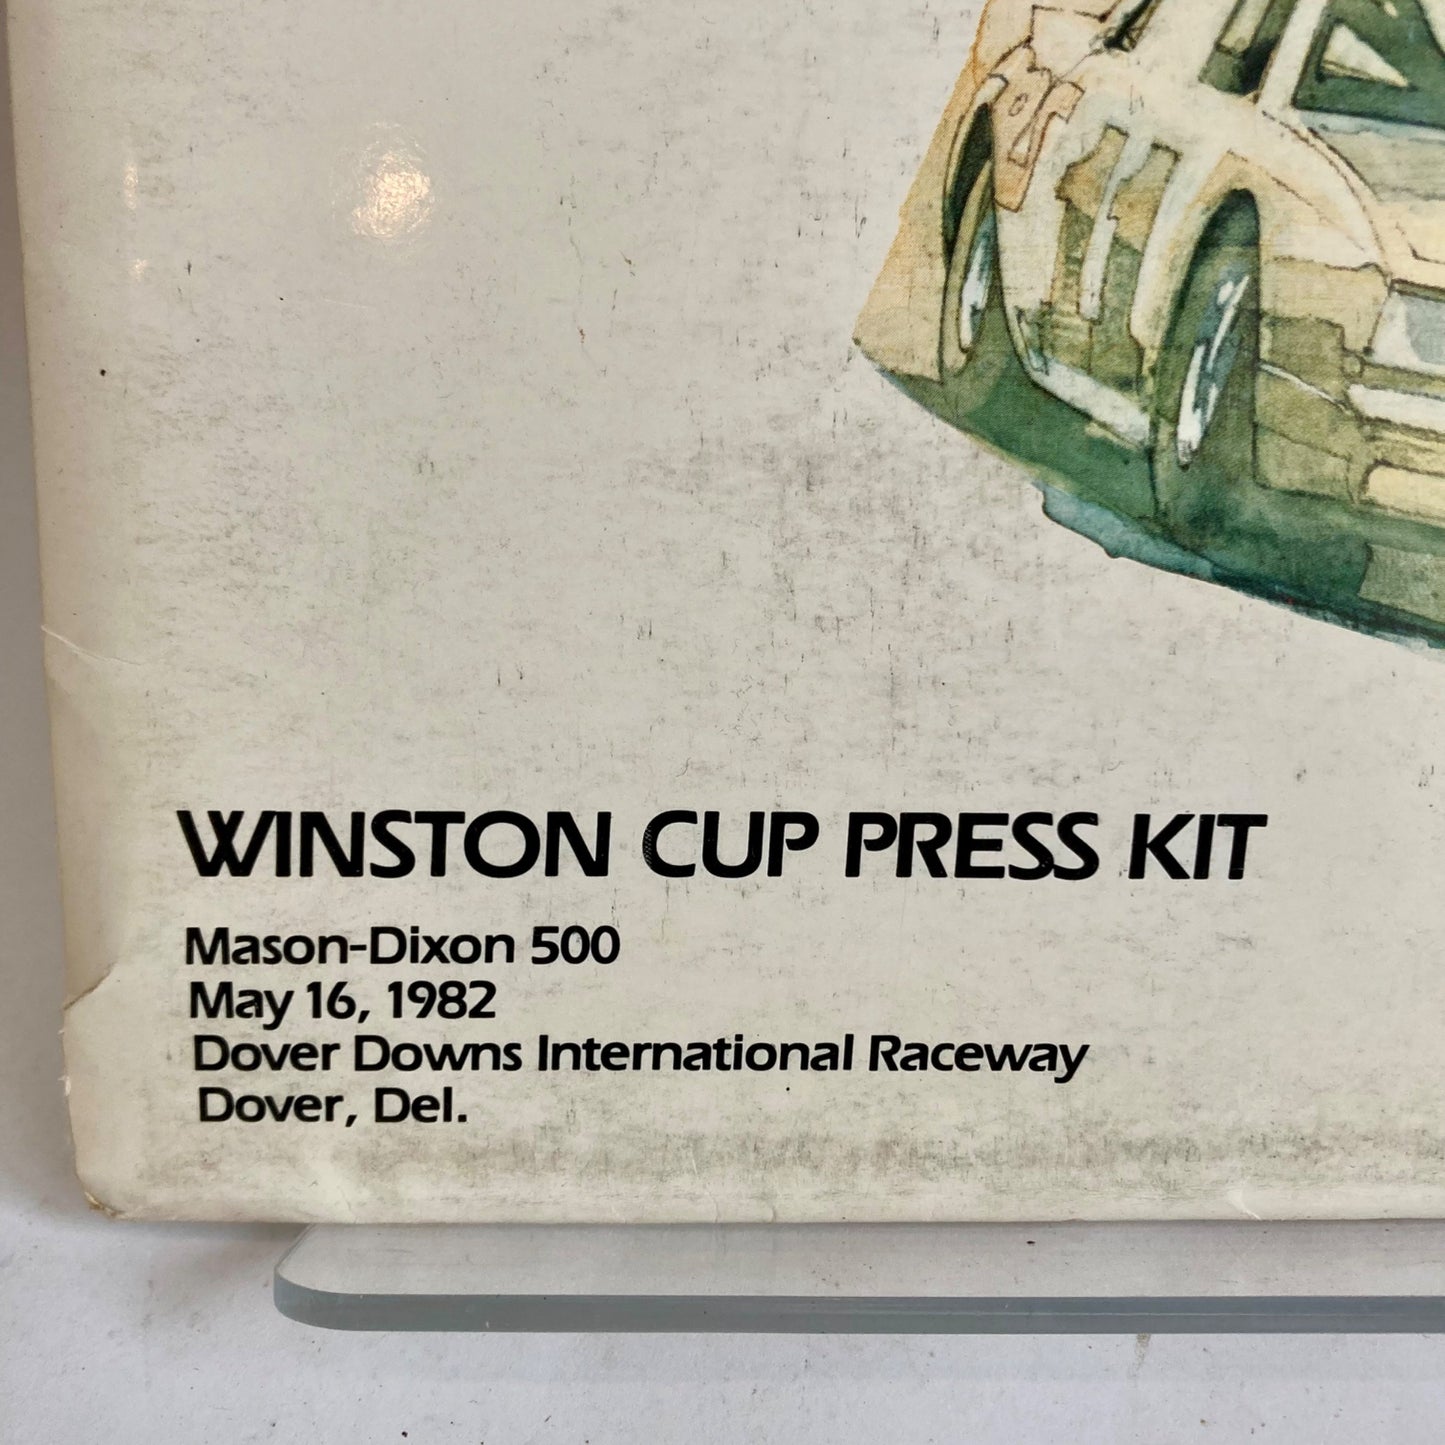 WINSTON CUP PRESS KIT
Mason-Dixon 500
May 16, 1982
Dover Downs International Raceway
Dover, Del.